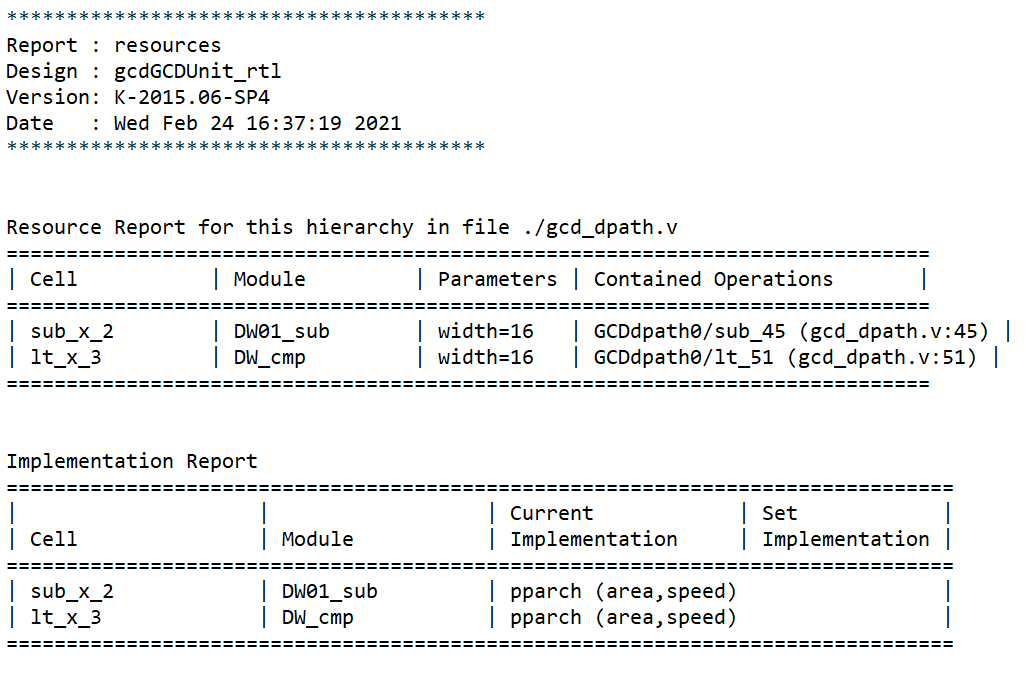 ****************************************
Report : resources
Design : gcdGCDUnit_rtl
Version: K-2015.06-SP4
Date   : Wed Feb 24 16:37:19 2021
****************************************

Resource Report for this hierarchy in file ./gcd_dpath.v
=============================================================================
| Cell           | Module         | Parameters | Contained Operations       |
=============================================================================
| sub_x_2        | DW01_sub       | width=16   | GCDdpath0/sub_45 (gcd_dpath.v:45) |
| lt_x_3         | DW_cmp         | width=16   | GCDdpath0/lt_51 (gcd_dpath.v:51) |
=============================================================================

Implementation Report
===============================================================================
|                    |                  | Current            | Set            |
| Cell               | Module           | Implementation     | Implementation |
===============================================================================
| sub_x_2            | DW01_sub         | pparch (area,speed)                 |
| lt_x_3             | DW_cmp           | pparch (area,speed)                 |
===============================================================================